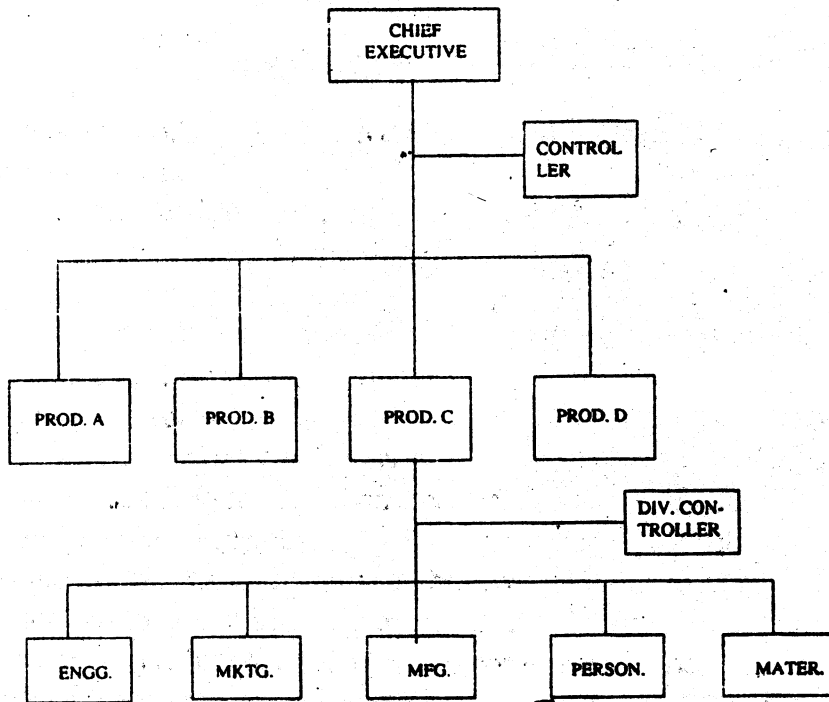 CHIEF
EXECUTIVE
CONTROL
LER
PROD. A
PROD. B
PROD. C
PROD. D
DIV. CON-
TROLLER
ENGG.
MKTG.
MFG.
PERSON.
MATER.